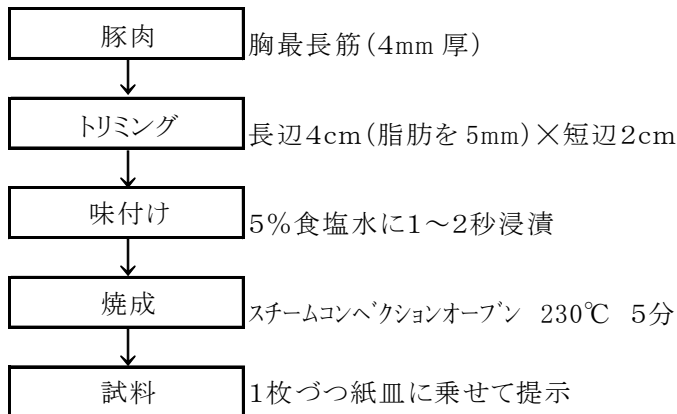 豚肉 胸最長筋(4mm 厚)
トリミング 長辺4cm(脂肪を 5mm)×短辺2cm
味付け 5%食塩水に1~2秒浸漬
焼成 スチームコンベクションオーブン 230℃ 5分
試料 1枚づつ紙皿に乗せて提示